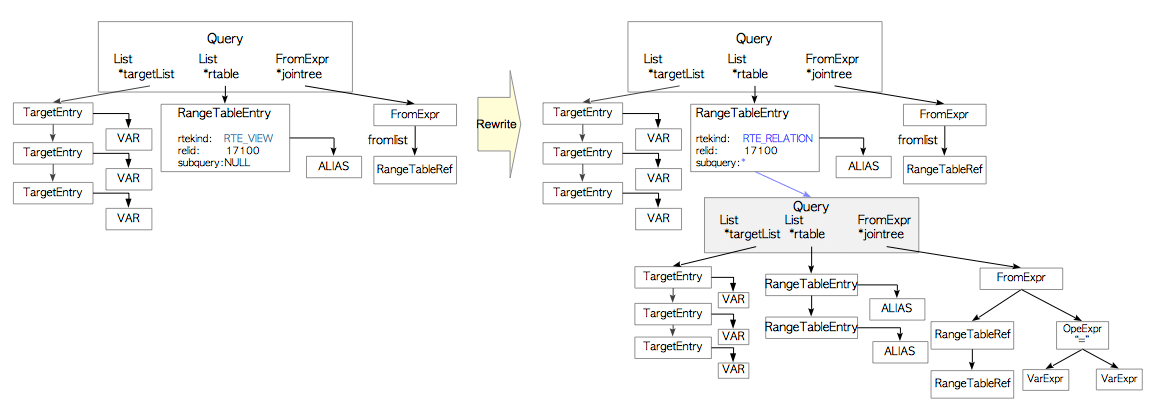 Query
List List FromExpr
*targetList *rtable *jointree
TargetEntry
VAR
TargetEntry
VAR
TargetEntry
VAR
RangeTableEntry
rtekind: RTE_VIEW
relid: 17100
subquery:NULL
ALIAS
FromExpr
fromlist
RangeTableRef
Rewrite
Query
List List FromExpr
*targetList *rtable *jointree
TargetEntry
VAR
TargetEntry
VAR
TargetEntry
VAR
RangeTableEntry
rtekind: RTE_RELATION
relid: 17100
subquery:*
ALIAS
FromExpr
fromlist
RangeTableRef
Query
List List FromExpr
*targetList *rtable *jointree
TargetEntry
VAR
TargetEntry
VAR
TargetEntry
VAR
RangeTableEntry
ALIAS
RangeTableEntry
ALIAS
FromExpr
RangeTableRef
RangeTableRef
OpeExpr
"="
VarExpr
VarExpr